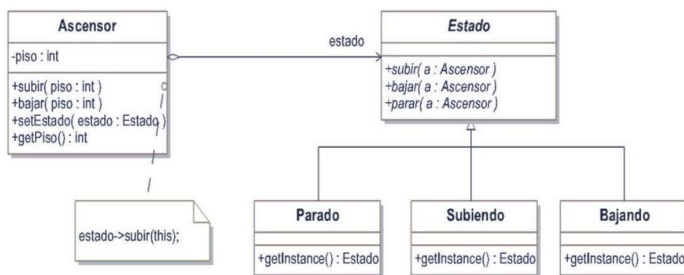 Ascensor
-piso : int
+subir( piso : int )
+bajar( piso : int )
+setEstado( estado : Estado )
+getPiso() : int
estado
Estado
+subir( a : Ascensor )
+bajar( a : Ascensor )
+parar( a : Ascensor )
estado->subir(this);
Parado
+getInstance() : Estado
Subiendo
+getInstance() : Estado
Bajando
+getInstance() : Estado